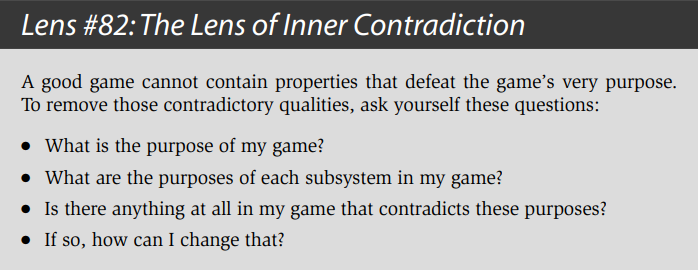 Lens #82: The Lens of Inner Contradiction
A good game cannot contain properties that defeat the game’s very purpose.
To remove those contradictory qualities, ask yourself these questions:
● What is the purpose of my game?
● What are the purposes of each subsystem in my game?
● Is there anything at all in my game that contradicts these purposes?
● If so, how can I change that?